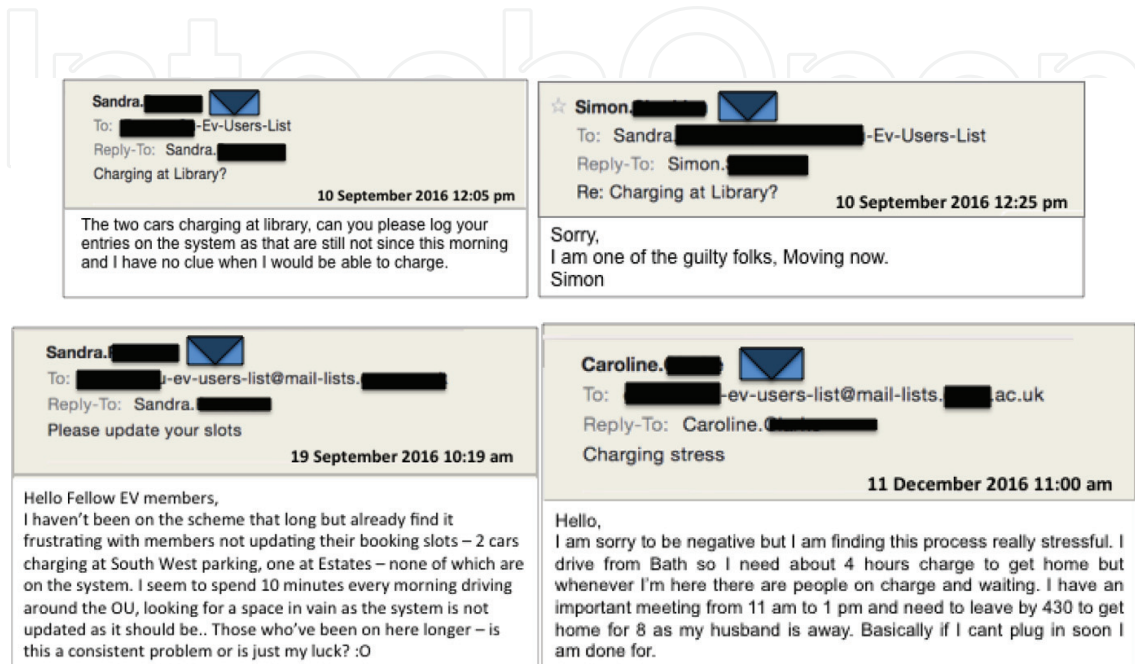 IntechOpen
Sandra.
To: -Ev-Users-List
Reply-To: Sandra.
Charging at Library?
10 September 2016 12:05 pm
The two cars charging at library, can you please log your
entries on the system as that are still not since this morning
and I have no clue when I would be able to charge.
Simon.
To: Sandra -Ev-Users-List
Reply-To: Simon.
Re: Charging at Library?
10 September 2016 12:25 pm
Sorry,
I am one of the guilty folks, Moving now.
Simon
Sandra.
To: -ev-users-list@mail-lists.
Reply-To: Sandra.
Please update your slots
19 September 2016 10:19 am
Hello Fellow EV members,
I haven't been on the scheme that long but already find it
frustrating with members not updating their booking slots – 2 cars
charging at South West parking, one at Estates – none of which are
on the system. I seem to spend 10 minutes every morning driving
around the OU, looking for a space in vain as the system is not
updated as it should be.. Those who've been on here longer – is
this a consistent problem or is just my luck? :O
Caroline.
To: -ev-users-list@mail-lists. .ac.uk
Reply-To: Caroline.
Charging stress
11 December 2016 11:00 am
Hello,
I am sorry to be negative but I am finding this process really stressful. I
drive from Bath so I need about 4 hours charge to get home but
whenever I'm here there are people on charge and waiting. I have an
important meeting from 11 am to 1 pm and need to leave by 430 to get
home for 8 as my husband is away. Basically if I cant plug in soon I
am done for.